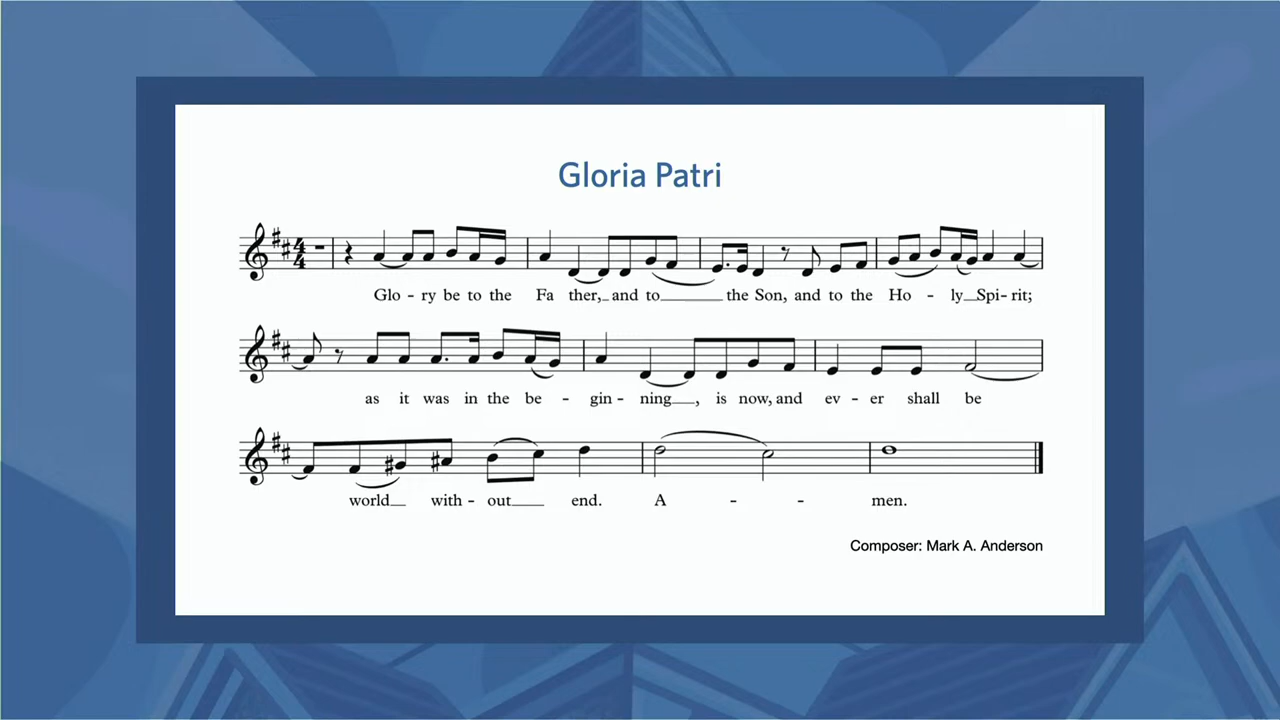 Gloria Patri
Glo - ry be to the Fa ther, and to the Son, and to the Ho - ly Spi - rit;
as it was in the be - gin - ning, is now, and ev - er shall be
world with - out end. A - - men.
Composer: Mark A. Anderson